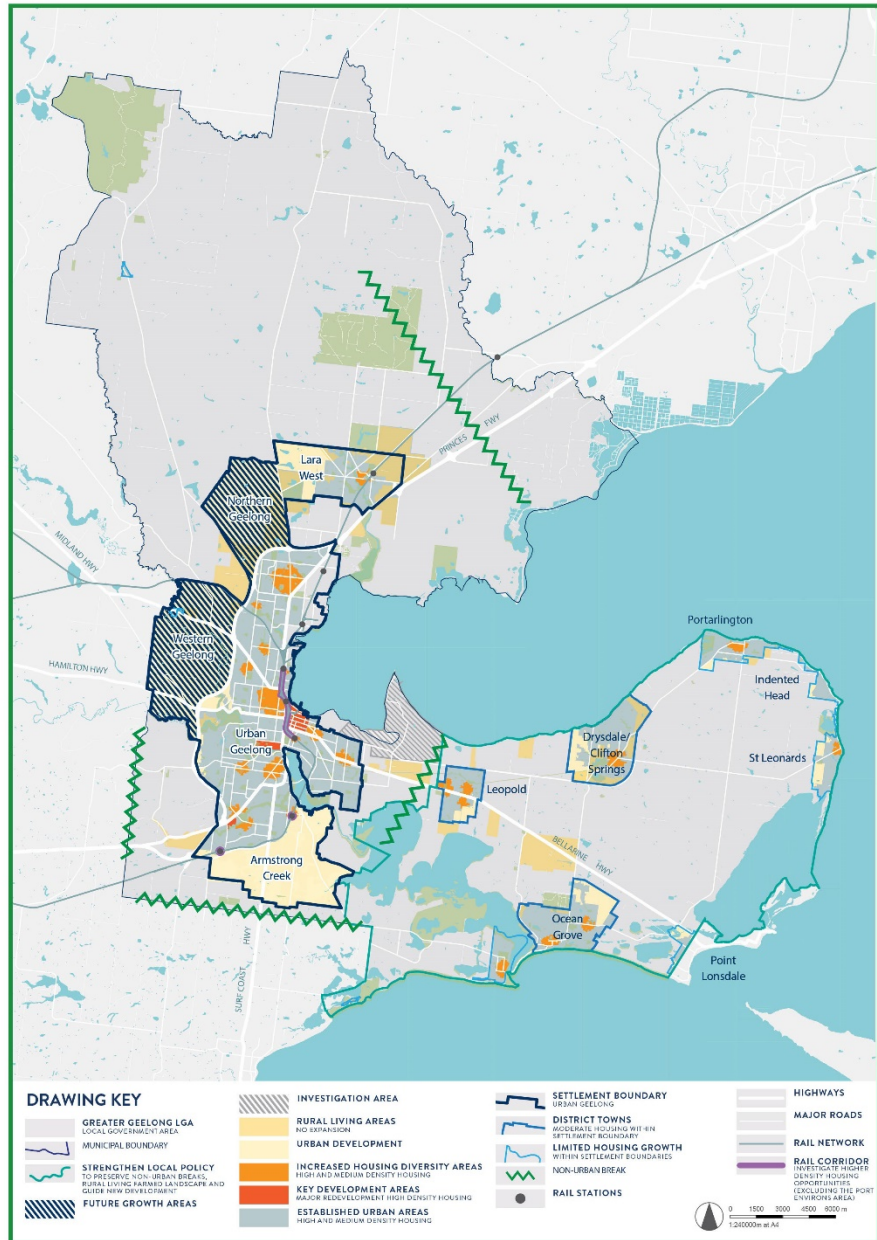 Lara
West
PRINCES FWY
Northern
Geelong
MIDLAND HWY
Western
Geelong
HAMILTON HWY
Portarlington
Indented
Head
Urban
Geelong
Drysdale/
Clifton
Springs
St Leonards
Leopold
BELLARINE HWY
Armstrong
Creek
Ocean
Grove
Point
Lonsdale
SURF COAST HWY
DRAWING KEY
GREATER GEELONG LGA
LOCAL GOVERNMENT AREA
MUNICIPAL BOUNDARY
STRENGTHEN LOCAL POLICY
TO PRESERVE NON-URBAN BREAKS,
RURAL LIVING FARMED LANDSCAPE AND
GUIDE NEW DEVELOPMENT
FUTURE GROWTH AREAS
INVESTIGATION AREA
RURAL LIVING AREAS
NO EXPANSION
URBAN DEVELOPMENT
INCREASED HOUSING DIVERSITY AREAS
HIGH AND MEDIUM DENSITY HOUSING
KEY DEVELOPMENT AREAS
MAJOR REDEVELOPMENT HIGH DENSITY HOUSING
ESTABLISHED URBAN AREAS
HIGH AND MEDIUM DENSITY HOUSING
SETTLEMENT BOUNDARY
URBAN GEELONG
DISTRICT TOWNS
MODERATE HOUSING WITHIN
SETTLEMENT BOUNDARY
LIMITED HOUSING GROWTH
WITHIN SETTLEMENT BOUNDARIES
NON-URBAN BREAK
RAIL STATIONS
HIGHWAYS
MAJOR ROADS
RAIL NETWORK
RAIL CORRIDOR
INVESTIGATE HIGHER
DENSITY HOUSING
OPPORTUNITIES
(EXCLUDING THE PORT
ENVIRONS AREA)
0 1500 3000 4500 6000 m
1:240000m at A4